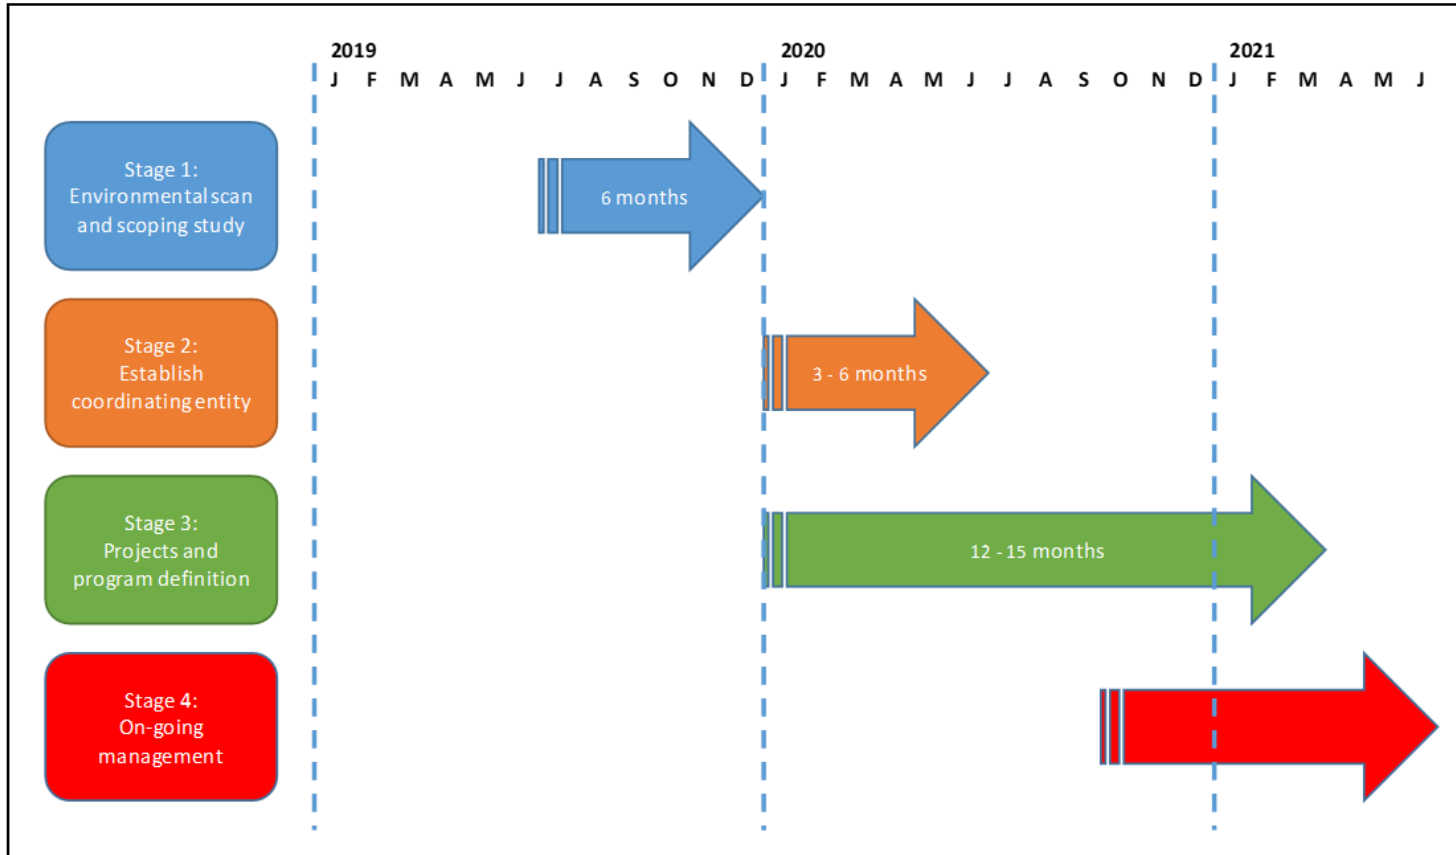 2019 2020 2021
J F M A M J J A S O N D J F M A M J J A S O N D J F M A M J
Stage 1:
Environmental scan
and scoping study
6 months
Stage 2:
Establish
coordinating entity
3 - 6 months
Stage 3:
Projects and
program definition
12 - 15 months
Stage 4:
On-going
management